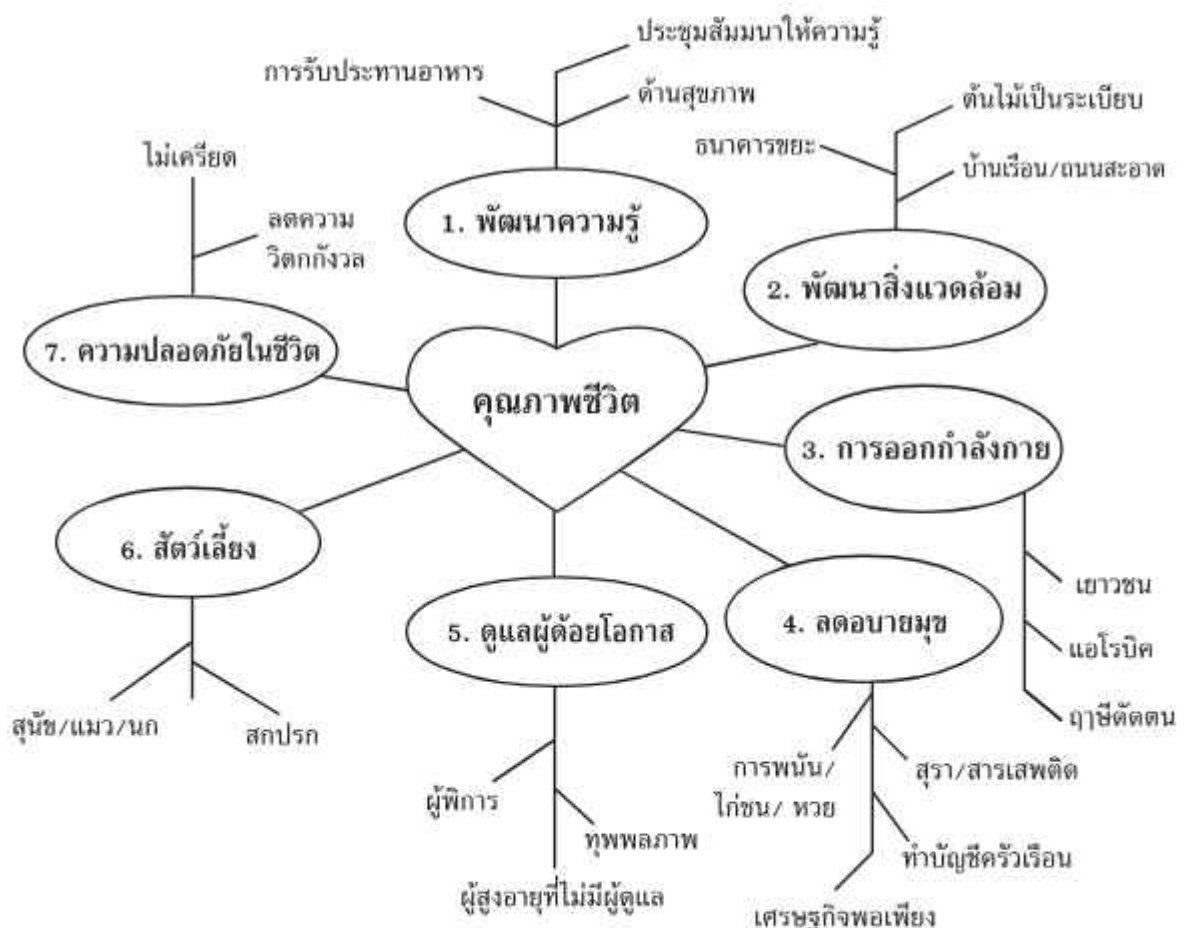 ประชุมสัมมนาให้ความรู้
การรับประทานอาหาร
ด้านสุขภาพ
1. พัฒนาความรู้
ต้นไม้เป็นระเบียบ
ธนาคารขยะ
บ้านเรือน/ถนนสะอาด
2. พัฒนาสิ่งแวดล้อม
คุณภาพชีวิต
3. การออกกำลังกาย
เยาวชน
แอโรบิค
ฤๅษีดัดตน
4. ลดอบายมุข
การพนัน/
ไก่ชน/ หวย
สุรา/สารเสพติด
ทำบัญชีครัวเรือน
เศรษฐกิจพอเพียง
5. ดูแลผู้ด้อยโอกาส
ผู้พิการ
ทุพพลภาพ
ผู้สูงอายุที่ไม่มีผู้ดูแล
6. สัตว์เลี้ยง
สุนัข/แมว/นก
สกปรก
ไม่เครียด
ลดความ
วิตกกังวล
7. ความปลอดภัยในชีวิต